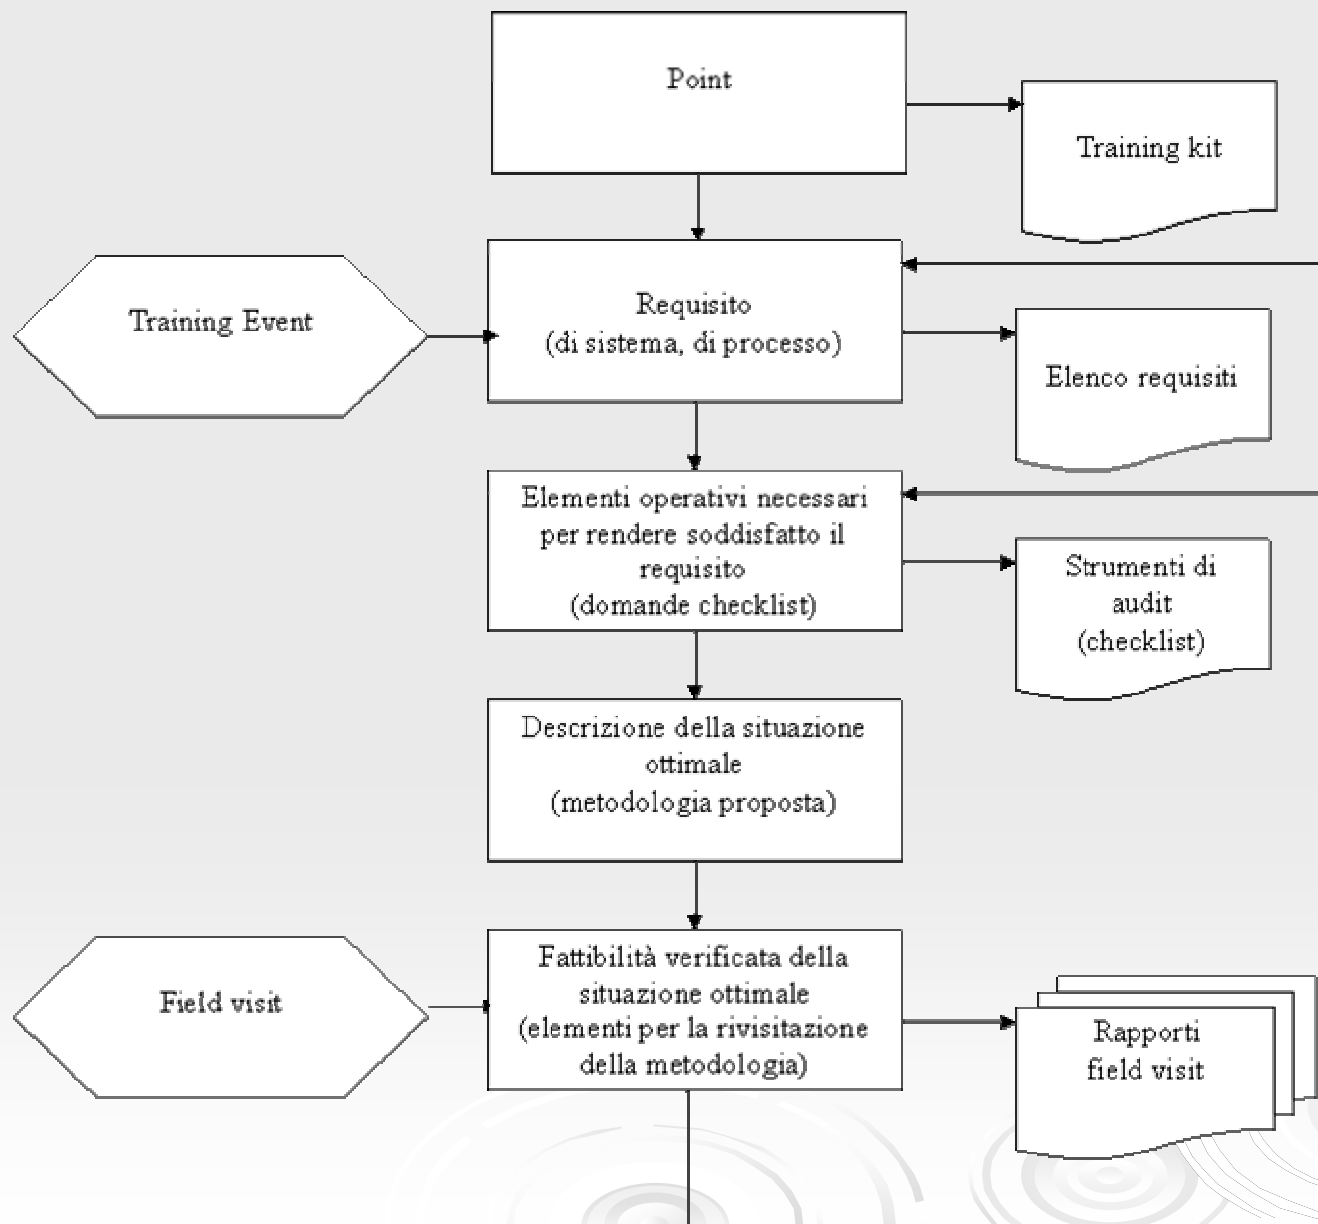 Point
Training kit
Training Event
Requisito
(di sistema, di processo)
Elenco requisiti
Elementi operativi necessari
per rendere soddisfatto il
requisito
(domande checklist)
Strumenti di
audit
(checklist)
Descrizione della situazione
ottimale
(metodologia proposta)
Field visit
Fattibilità verificata della
situazione ottimale
(elementi per la rivisitazione
della metodologia)
Rapporti
field visit